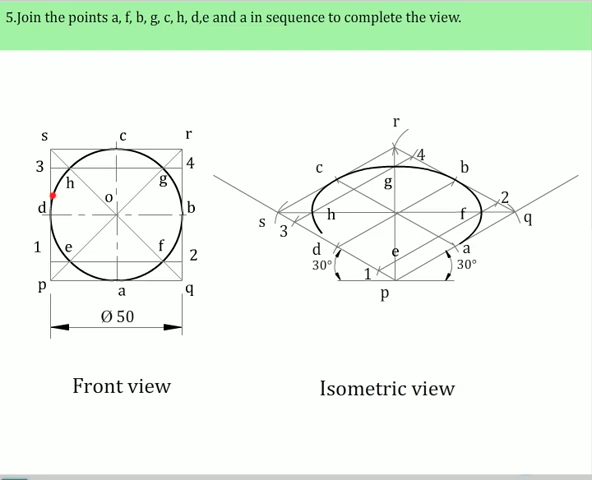 5.Join the points a, f, b, g, c, h, d,e and a in sequence to complete the view.
s c r
3 4
h g
o
d b
1 e f 2
p a q
Ø 50
Front view
r
4
c b
g
2
s h f q
3
d e a
30° 30°
1
p
Isometric view